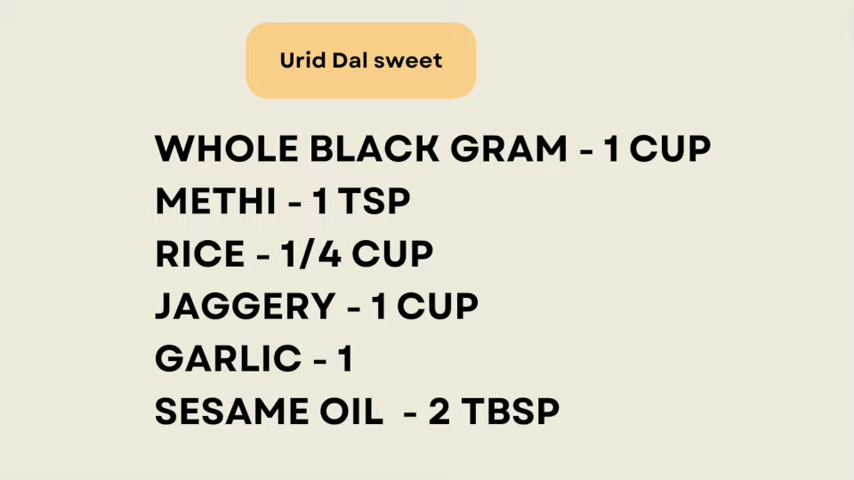 Urid Dal sweet
WHOLE BLACK GRAM - 1 CUP
METHI - 1 TSP
RICE - 1/4 CUP
JAGGERY - 1 CUP
GARLIC - 1
SESAME OIL - 2 TBSP